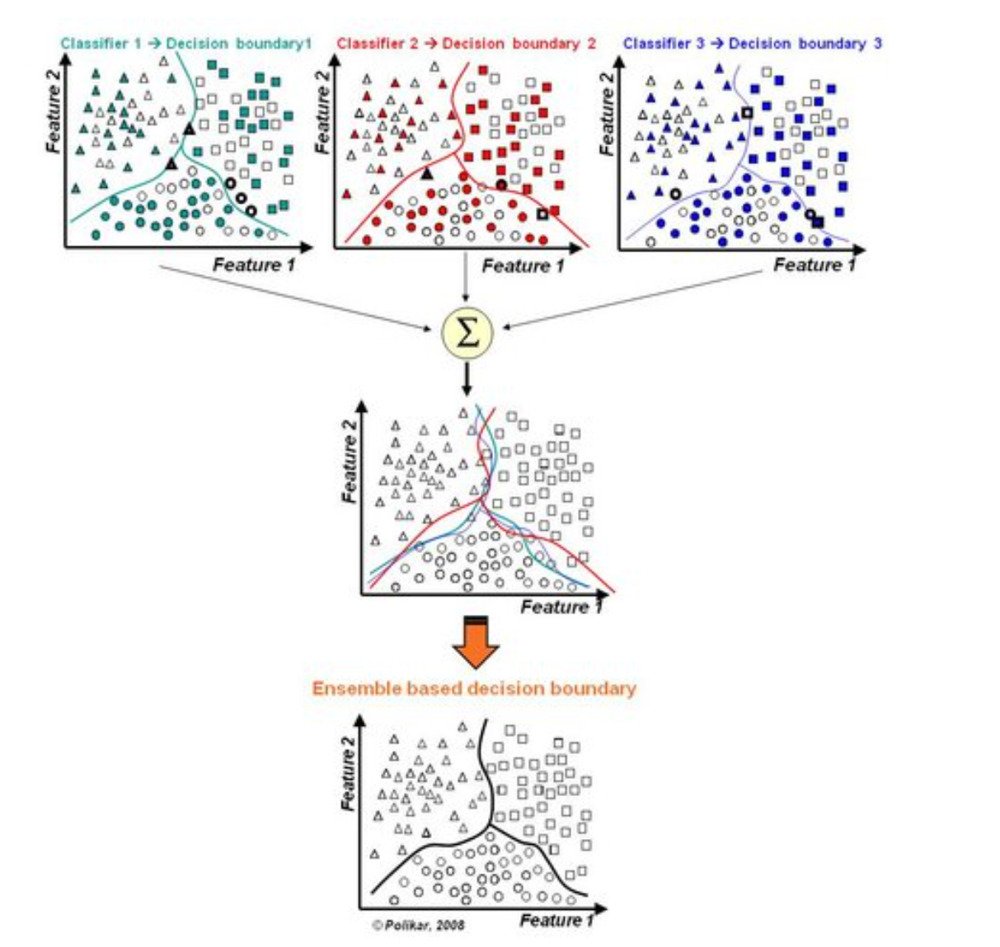 Classifier 1 → Decision boundary1
Classifier 2 → Decision boundary 2
Classifier 3 → Decision boundary 3
Feature 2
Feature 2
Feature 2
Feature 1
Feature 1
Feature 1
Σ
Feature 2
Feature 1
Ensemble based decision boundary
Feature 2
Feature 1
© Polikar, 2008